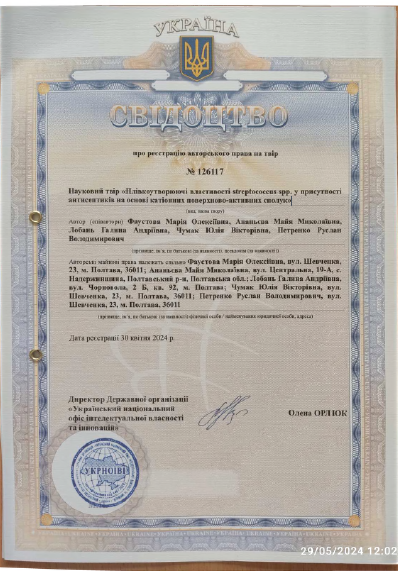 УКРАЇНА
СВІДОЦТВО
про реєстрацію авторського права на твір
№ 126117
Науковий твір «Плівкоутворюючі властивості streptococcus spp. у присутності
антисептиків на основі катіонних поверхнево-активних сполук»
(вид, назва твору)
Автор (співавтори) Фаустова Марія Олексіївна, Ананьєва Майя Миколаївна,
Лобань Галина Андріївна, Чумак Юлія Вікторівна, Петренко Руслан
Володимирович
Авторські майнові права належать спільно Фаустова Марія Олексіївна, вул. Шевченка,
23, м. Полтава, 36011; Ананьєва Майя Миколаївна, вул. Центральна, 19-А, с.
Полтавський р-н, Полтавська обл.; Лобань Галина Андріївна,
вул. Чорновола, 2 Б, кв. 92, м. Полтава; Чумак Юлія Вікторівна, вул.
Шевченка, 23, м. Полтава, 36011; Петренко Руслан Володимирович, вул.
Шевченка, 23, м. Полтава, 36011
Дата реєстрації 30 квітня 2024 р.
Директор Державної організації
«Український національний
офіс інтелектуальної власності
та інновацій»
Олена ОРЛЮК
УКРНОІВІ
29/05/2024 12:02